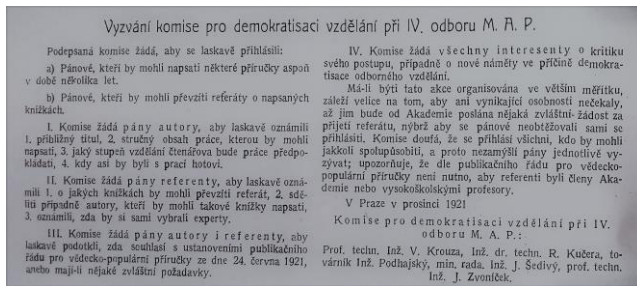 Vyzvání komise pro demokratisaci vzdělání při IV. odboru M. A. P.
Podepsaná komise žádá, aby se laskavě přihlásili:
a) Pánové, kteří by mohli napsati některé příručky aspoň
v době několika let.
b) Pánové, kteří by mohli převzíti referáty o napsaných
knížkách.
I. Komise žádá pány autory, aby laskavě oznámili
1. přibližný titul, 2. stručný obsah práce, kterou by mohli
napsati, 3. jaký stupeň vzdělání čtenářova bude práce předpo-
kládati, 4. kdy asi by byli s prací hotovi.
II. Komise žádá pány referenty, aby laskavě ozná-
mili 1. o jakých knížkách by mohli převzíti referát, 2. sdě-
lili případně autory, kteří by mohli takové knížky napsati,
3. oznámili, zda by si sami vybrali experty.
III. Komise žádá pány autory i referenty, aby
laskavě podotkli, zda souhlasí s ustanoveními publikačního
řádu pro vědecko-populární příručky ze dne 24. června 1921,
anebo mají-li nějaké zvláštní požadavky.
IV. Komise žádá všechny interesenty o kritiku
svého postupu, případně o nové náměty ve příčině demokra-
tisace odborného vzdělání.
Má-li býti tato akce organisována ve větším měřítku,
záleží velice na tom, aby ani vynikající osobnosti nečekaly,
až jim bude od Akademie poslána nějaká zvláštní žádost za
přijetí referátu, nýbrž aby se pánové neobtěžovali sami se
přihlásiti. Komise doufá, že se přihlásí všichni, kdo by mohli
jakkoli spolupůsobiti, a proto nezamýšlí pány jednotlivě vy-
zývat; upozorňuje, že dle publikačního řádu pro vědecko-
populární příručky není nutno, aby referenti byli členy Aka-
demie nebo vysokoškolskými profesory.
V Praze v prosinci 1921
Komise pro demokratisaci vzdělání při IV.
odboru M. A. P.:
Prof. techn. Inž. V. Krouza, Inž. dr. techn. R. Kučera, to-
várník Inž. Podhajský, min. rada. Inž. J. Šedivý, prof. techn.
Inž. J. Zvoníček.